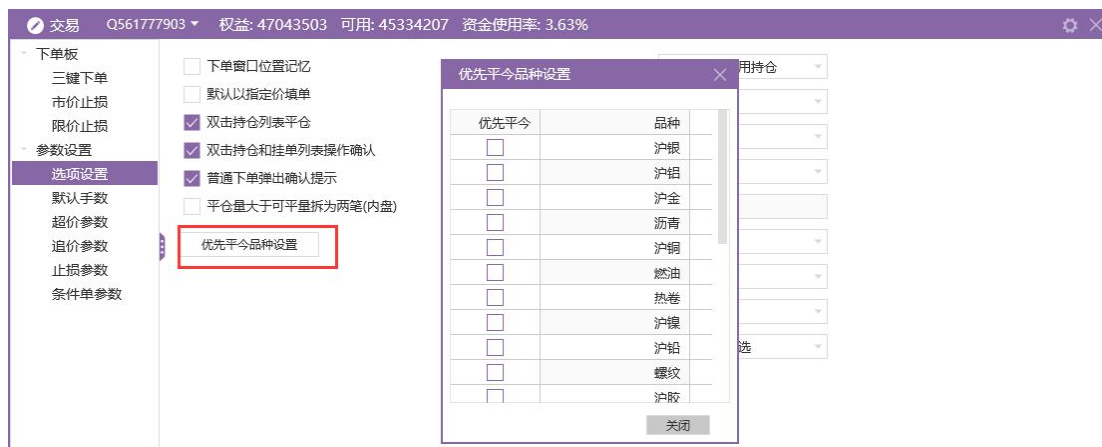 交易 Q561777903 权益: 47043503 可用: 45334207 资金使用率: 3.63%
下单板
三键下单
市价止损
限价止损
参数设置
选项设置
默认手数
超价参数
追价参数
止损参数
条件单参数
下单窗口位置记忆
默认以指定价填单
双击持仓列表平仓
双击持仓和挂单列表操作确认
普通下单弹出确认提示
平仓量大于可平量拆为两笔(内盘)
优先平今品种设置
优先平今品种设置
优先平今 品种
沪银
沪铝
沪金
沥青
沪铜
燃油
热卷
沪镍
沪铅
螺纹
沪胶
关闭
用持仓
选